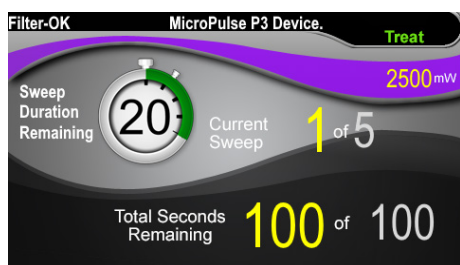 Filter-OK MicroPulse P3 Device.
Treat
2500mW
Sweep
Duration
Remaining
20
Current
Sweep
1 of 5
Total Seconds
Remaining
100 of 100